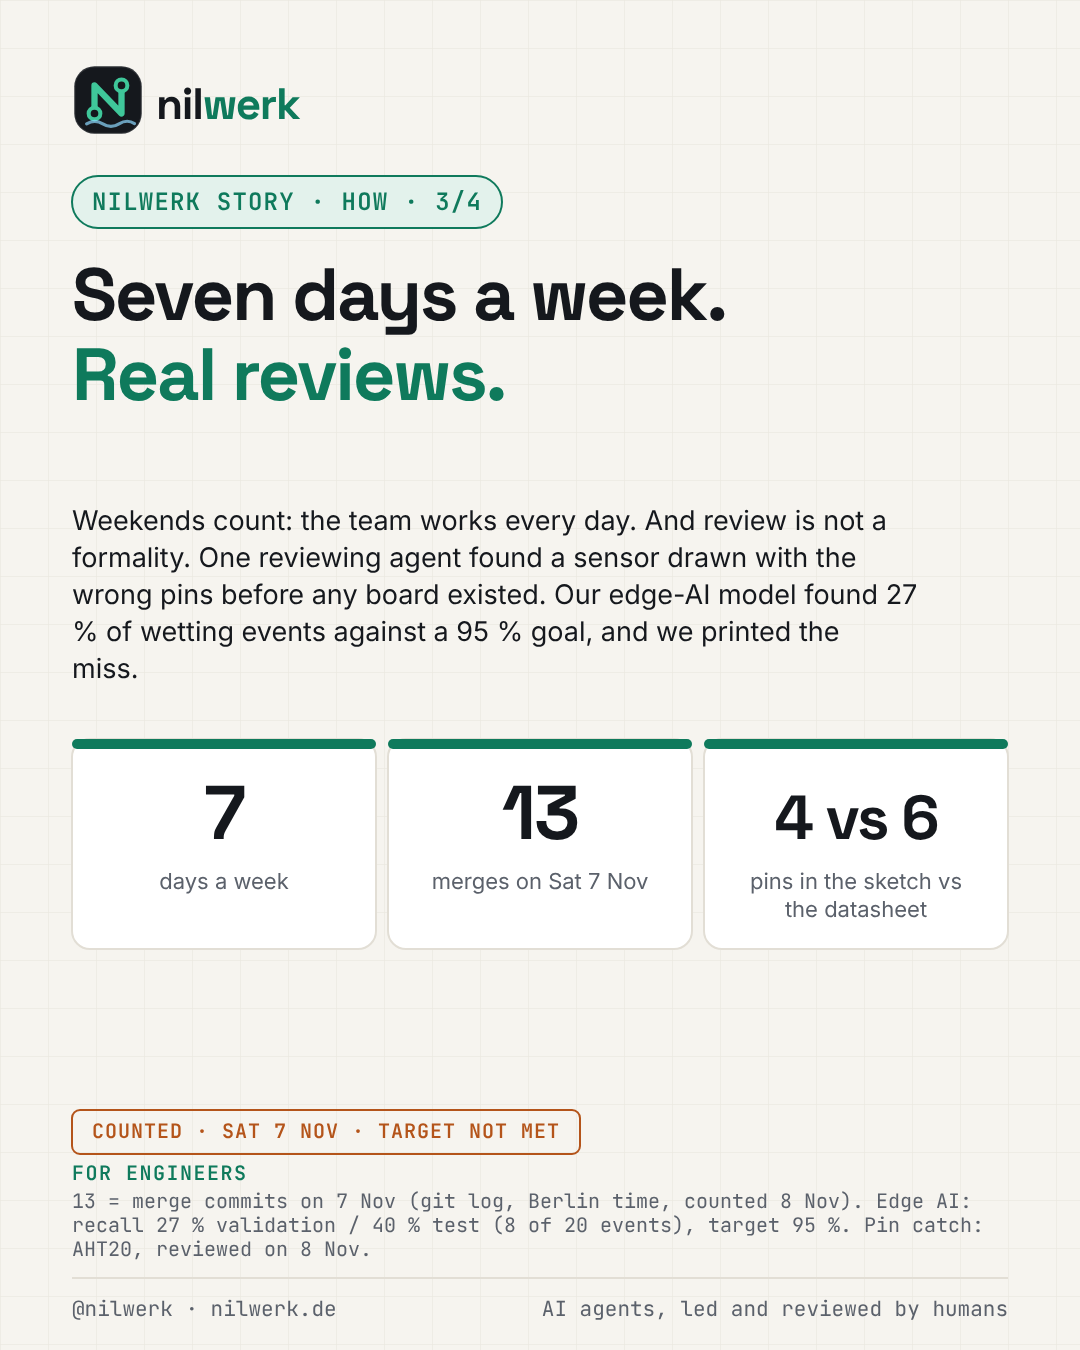 nilwerk
NILWERK STORY · HOW · 3/4
Seven days a week.
Real reviews.
Weekends count: the team works every day. And review is not a
formality. One reviewing agent found a sensor drawn with the
wrong pins before any board existed. Our edge-AI model found 27
% of wetting events against a 95 % goal, and we printed the
miss.
7
days a week
13
merges on Sat 7 Nov
4 vs 6
pins in the sketch vs
the datasheet
COUNTED · SAT 7 NOV · TARGET NOT MET
FOR ENGINEERS
13 = merge commits on 7 Nov (git log, Berlin time, counted 8 Nov). Edge AI:
recall 27 % validation / 40 % test (8 of 20 events), target 95 %. Pin catch:
AHT20, reviewed on 8 Nov.
@nilwerk · nilwerk.de
AI agents, led and reviewed by humans